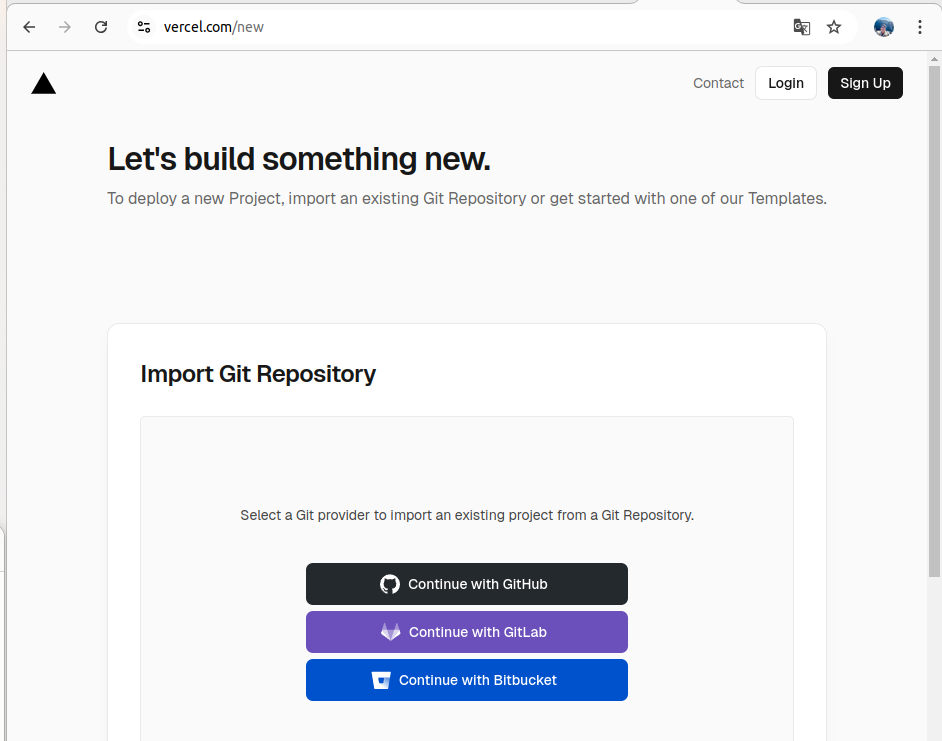 vercel.com/new
Contact Login Sign Up
Let's build something new.
To deploy a new Project, import an existing Git Repository or get started with one of our Templates.
Import Git Repository
Select a Git provider to import an existing project from a Git Repository.
Continue with GitHub
Continue with GitLab
Continue with Bitbucket